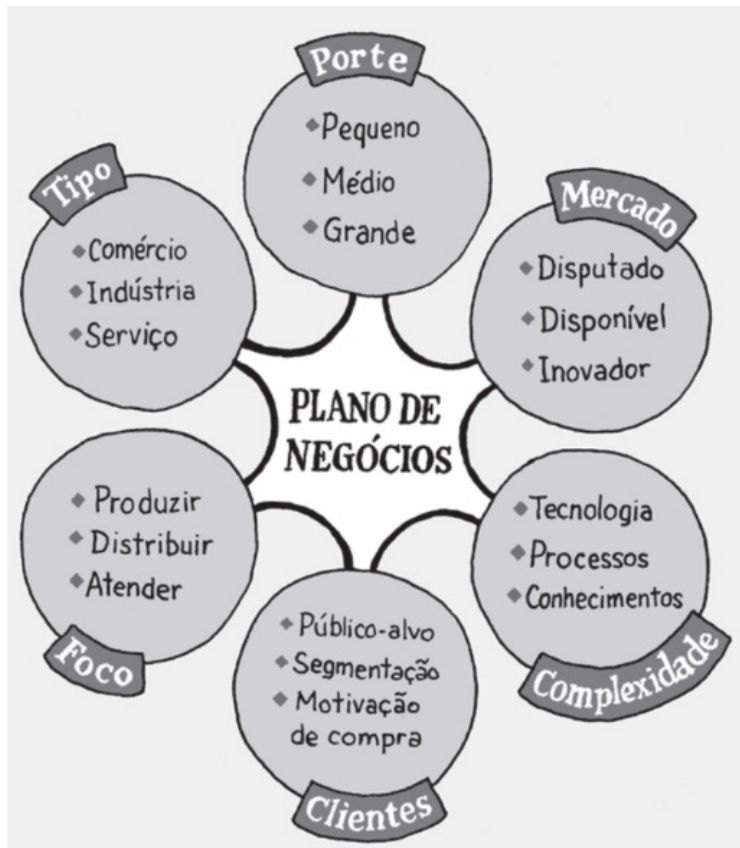 Porte
Pequeno
Médio
Grande
Tipo
Comércio
Indústria
Serviço
Mercado
Disputado
Disponível
Inovador
PLANO DE
NEGÓCIOS
Produzir
Distribuir
Atender
Foco
Tecnologia
Processos
Conhecimentos
Complexidade
Público-alvo
Segmentação
Motivação
de compra
Clientes